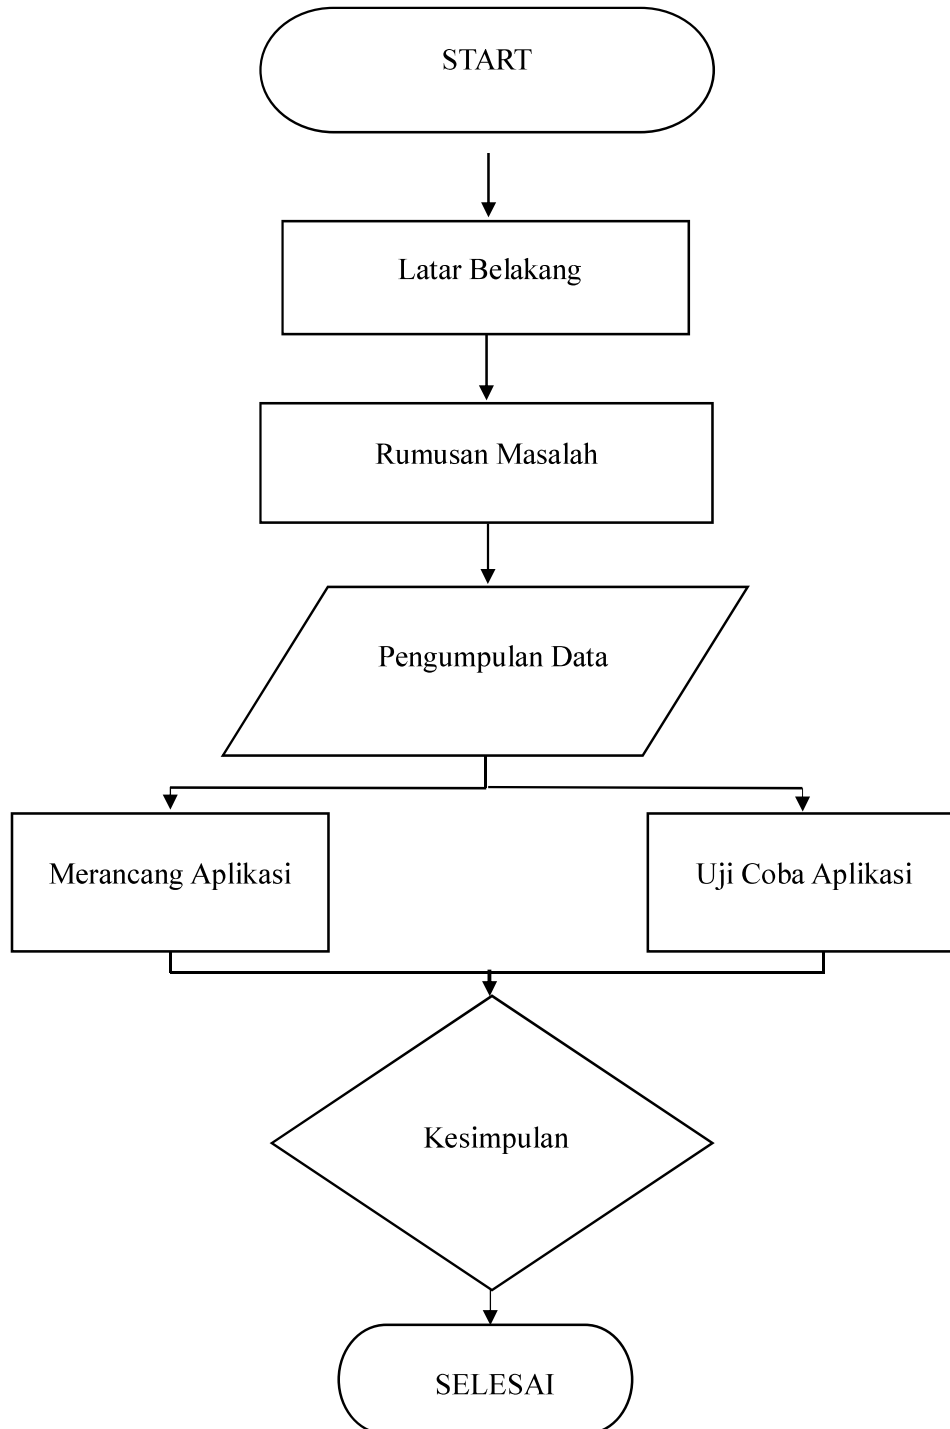 START
Latar Belakang
Rumusan Masalah
Pengumpulan Data
Merancang Aplikasi
Uji Coba Aplikasi
Kesimpulan
SELESAI